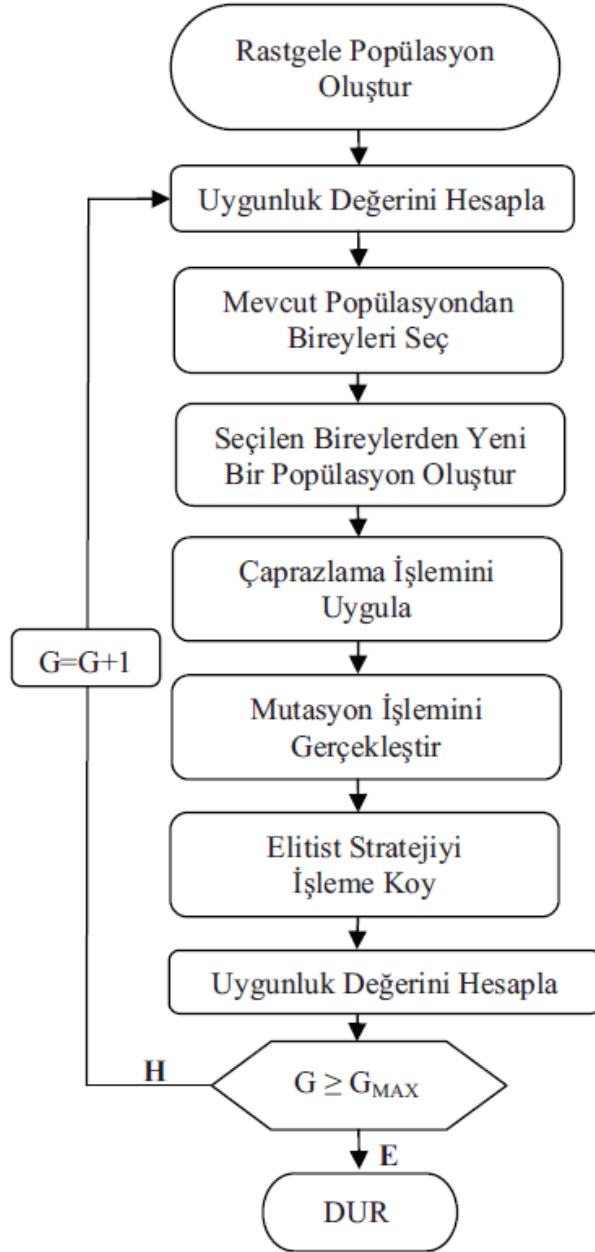 Rastgele Popülasyon
Oluştur
Uygunluk Değerini Hesapla
Mevcut Popülasyondan
Bireyleri Seç
Seçilen Bireylerden Yeni
Bir Popülasyon Oluştur
Çaprazlama İşlemini
Uygula
G=G+1
Mutasyon İşlemini
Gerçekleştir
Elitist Stratejiyi
İşleme Koy
Uygunluk Değerini Hesapla
H
G ≥ GMAX
E
DUR